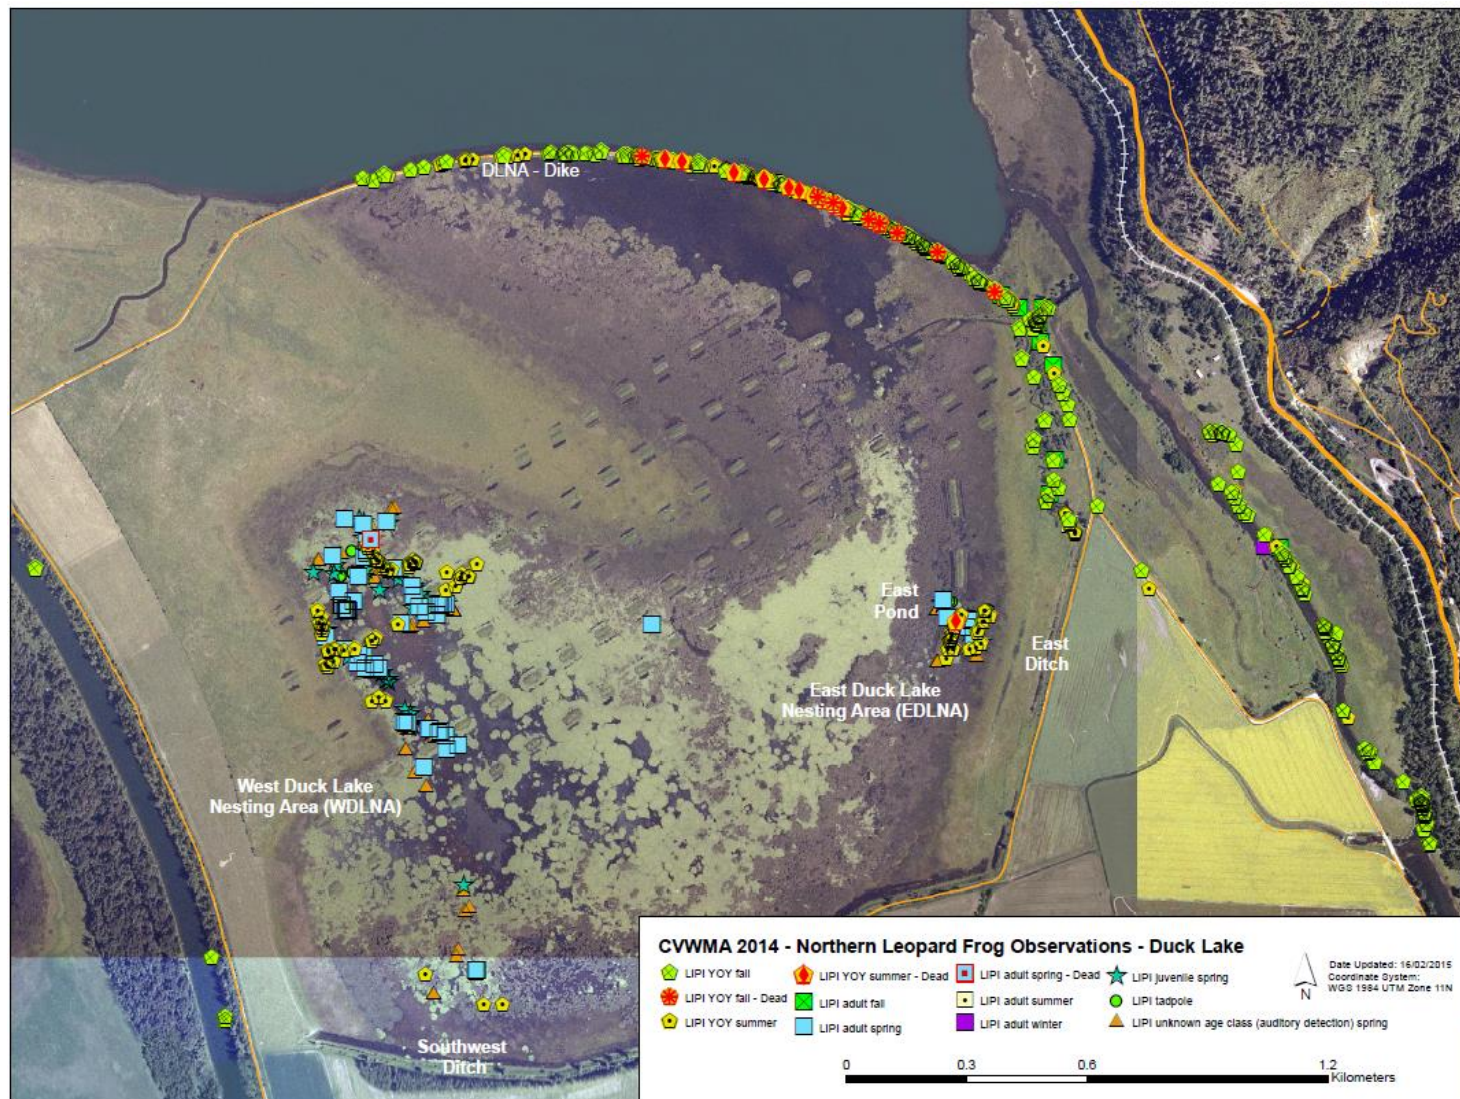 DLNA - Dike
East
Pond
East
Ditch
East Duck Lake
Nesting Area (EDLNA)
West Duck Lake
Nesting Area (WDLNA)
Southwest
Ditch
CVWMA 2014 - Northern Leopard Frog Observations - Duck Lake
LIPI YOY fall
LIPI YOY fall - Dead
LIPI YOY summer
LIPI YOY summer - Dead
LIPI adult fall
LIPI adult spring
LIPI adult spring - Dead
LIPI adult summer
LIPI adult winter
LIPI juvenile spring
LIPI tadpole
LIPI unknown age class (auditory detection) spring
N
Date Updated: 16/02/2015
Coordinate System:
WGS 1984 UTM Zone 11N
0 0.3 0.6 1.2
Kilometers